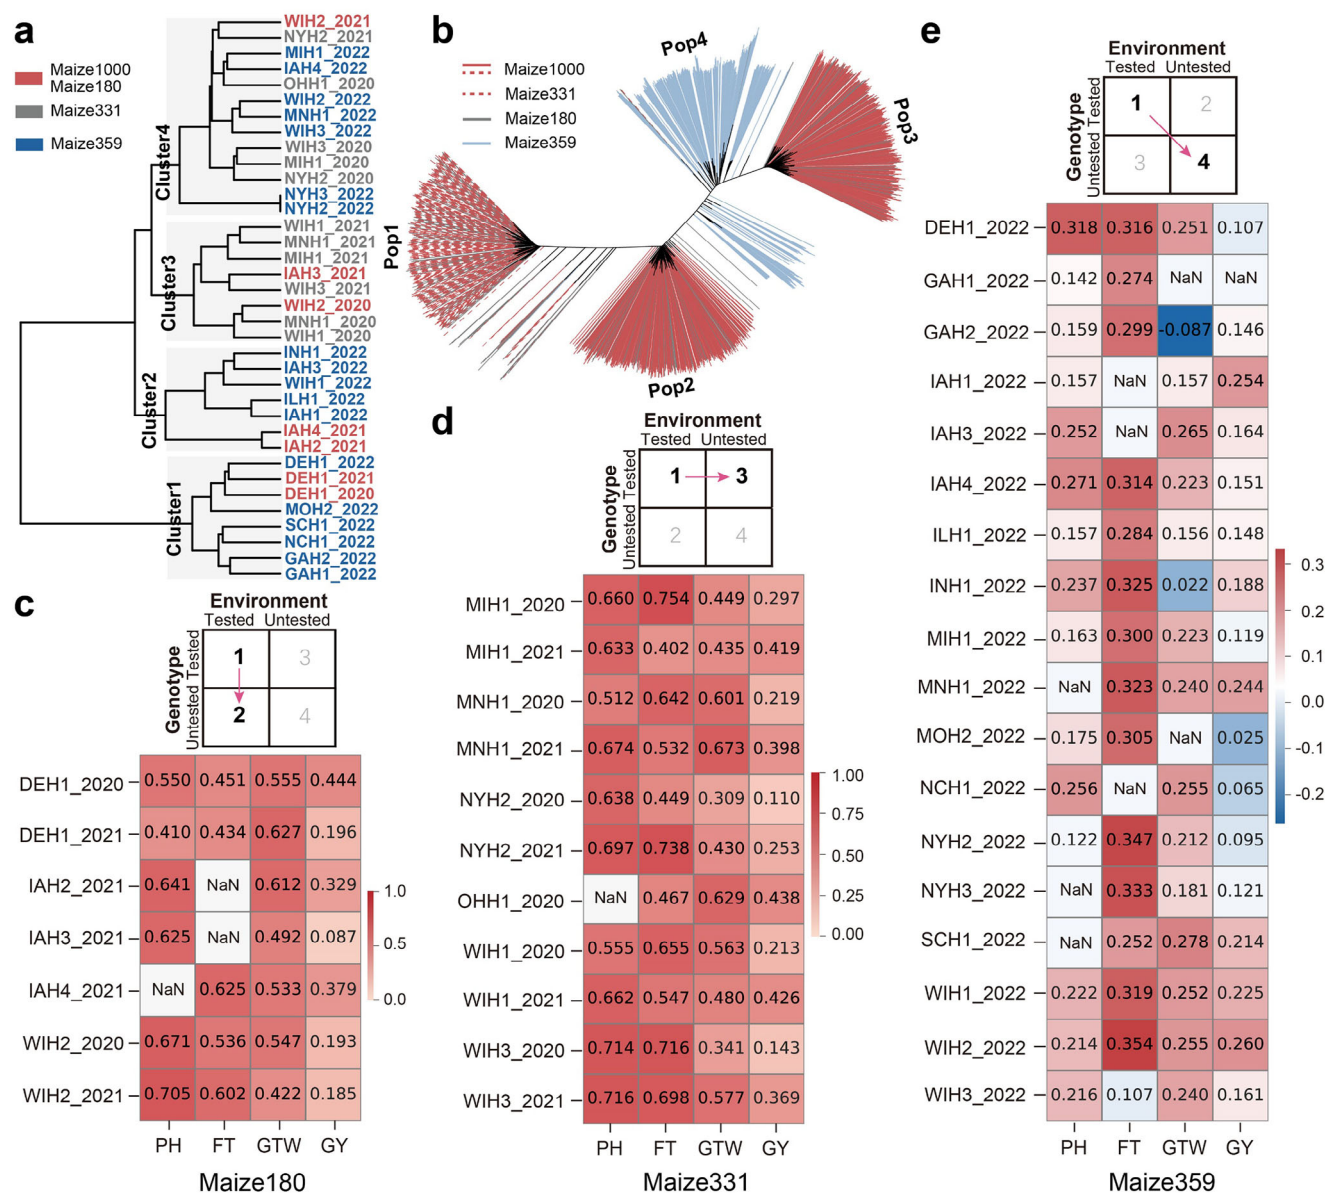 a
Maize1000
Maize180
Maize331
Maize359
Cluster4
Cluster3
Cluster2
Cluster1
WIH2_2021
NYH2_2021
MIH1_2022
IAH4_2022
OHH1_2020
WIH2_2022
MNH1_2022
WIH3_2022
WIH3_2020
MIH1_2020
NYH2_2020
NYH3_2022
NYH2_2022
WIH1_2021
MNH1_2021
MIH1_2021
IAH3_2021
WIH3_2021
WIH2_2020
MNH1_2020
WIH1_2020
INH1_2022
IAH3_2022
WIH1_2022
ILH1_2022
IAH1_2022
IAH4_2021
IAH2_2021
DEH1_2022
DEH1_2021
DEH1_2020
MOH2_2022
SCH1_2022
NCH1_2022
GAH2_2022
GAH1_2022
b
Maize1000
Maize331
Maize180
Maize359
Pop4
Pop3
Pop1
Pop2
c
Environment
Tested Untested
Genotype
Untested Tested
1 3
2 4
DEH1_2020 0.550 0.451 0.555 0.444
DEH1_2021 0.410 0.434 0.627 0.196
IAH2_2021 0.641 NaN 0.612 0.329
IAH3_2021 0.625 NaN 0.492 0.087
IAH4_2021 NaN 0.625 0.533 0.379
WIH2_2020 0.671 0.536 0.547 0.193
WIH2_2021 0.705 0.602 0.422 0.185
PH FT GTW GY
Maize180
1.0
0.5
0.0
d
Environment
Tested Untested
Genotype
Untested Tested
1 3
2 4
MIH1_2020 0.660 0.754 0.449 0.297
MIH1_2021 0.633 0.402 0.435 0.419
MNH1_2020 0.512 0.642 0.601 0.219
MNH1_2021 0.674 0.532 0.673 0.398
NYH2_2020 0.638 0.449 0.309 0.110
NYH2_2021 0.697 0.738 0.430 0.253
OHH1_2020 NaN 0.467 0.629 0.438
WIH1_2020 0.555 0.655 0.563 0.213
WIH1_2021 0.662 0.547 0.480 0.426
WIH3_2020 0.714 0.716 0.341 0.143
WIH3_2021 0.716 0.698 0.577 0.369
PH FT GTW GY
Maize331
1.00
0.75
0.50
0.25
0.00
e
Environment
Tested Untested
Genotype
Untested Tested
1 2
3 4
DEH1_2022 0.318 0.316 0.251 0.107
GAH1_2022 0.142 0.274 NaN NaN
GAH2_2022 0.159 0.299 -0.087 0.146
IAH1_2022 0.157 NaN 0.157 0.254
IAH3_2022 0.252 NaN 0.265 0.164
IAH4_2022 0.271 0.314 0.223 0.151
ILH1_2022 0.157 0.284 0.156 0.148
INH1_2022 0.237 0.325 0.022 0.188
MIH1_2022 0.163 0.300 0.223 0.119
MNH1_2022 NaN 0.323 0.240 0.244
MOH2_2022 0.175 0.305 NaN 0.025
NCH1_2022 0.256 NaN 0.255 0.065
NYH2_2022 0.122 0.347 0.212 0.095
NYH3_2022 NaN 0.333 0.181 0.121
SCH1_2022 NaN 0.252 0.278 0.214
WIH1_2022 0.222 0.319 0.252 0.225
WIH2_2022 0.214 0.354 0.255 0.260
WIH3_2022 0.216 0.107 0.240 0.161
PH FT GTW GY
Maize359
0.3
0.2
0.1
0.0
-0.1
-0.2